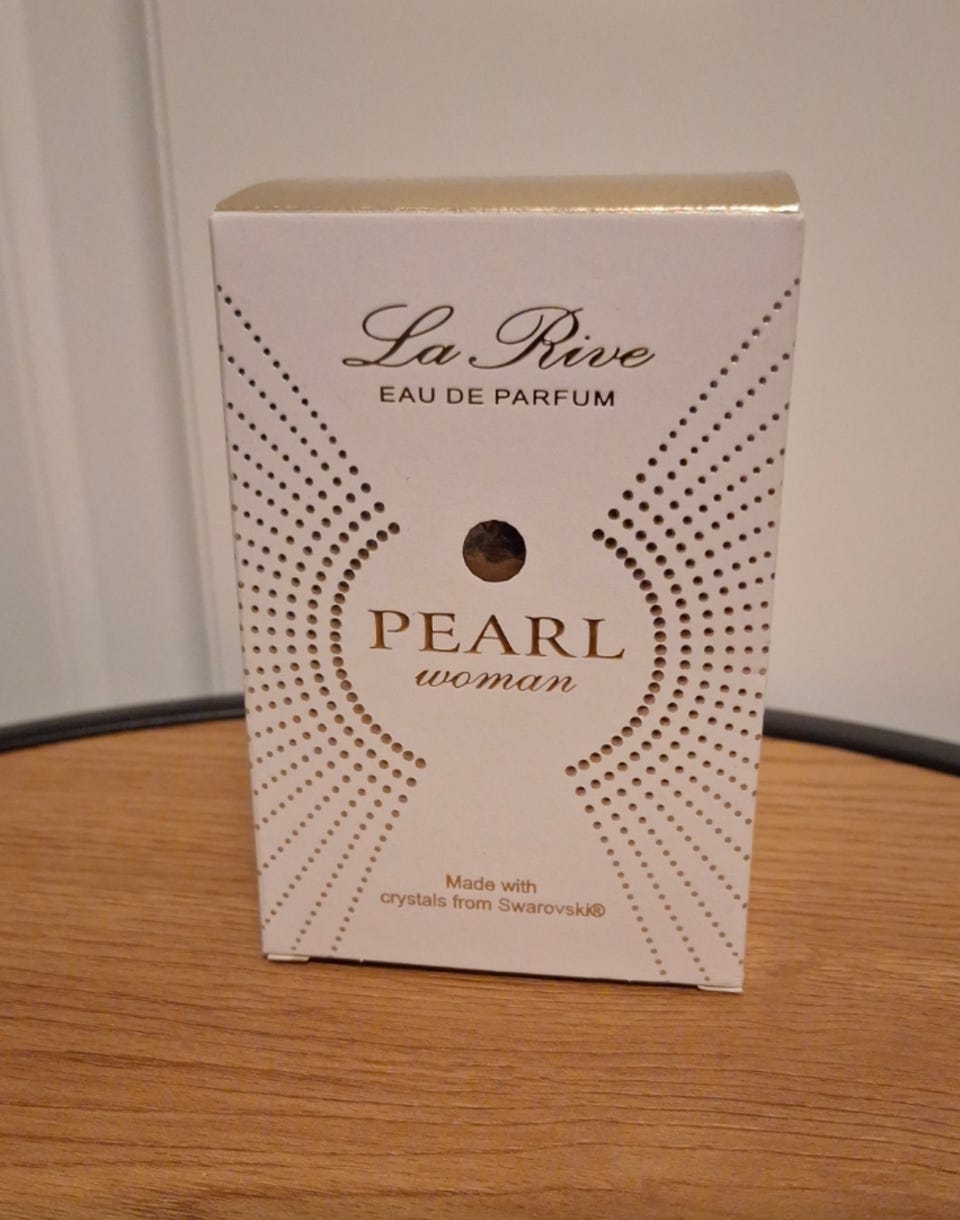 La Rive
EAU DE PARFUM
PEARL
woman
Made with
crystals from Swarovski®